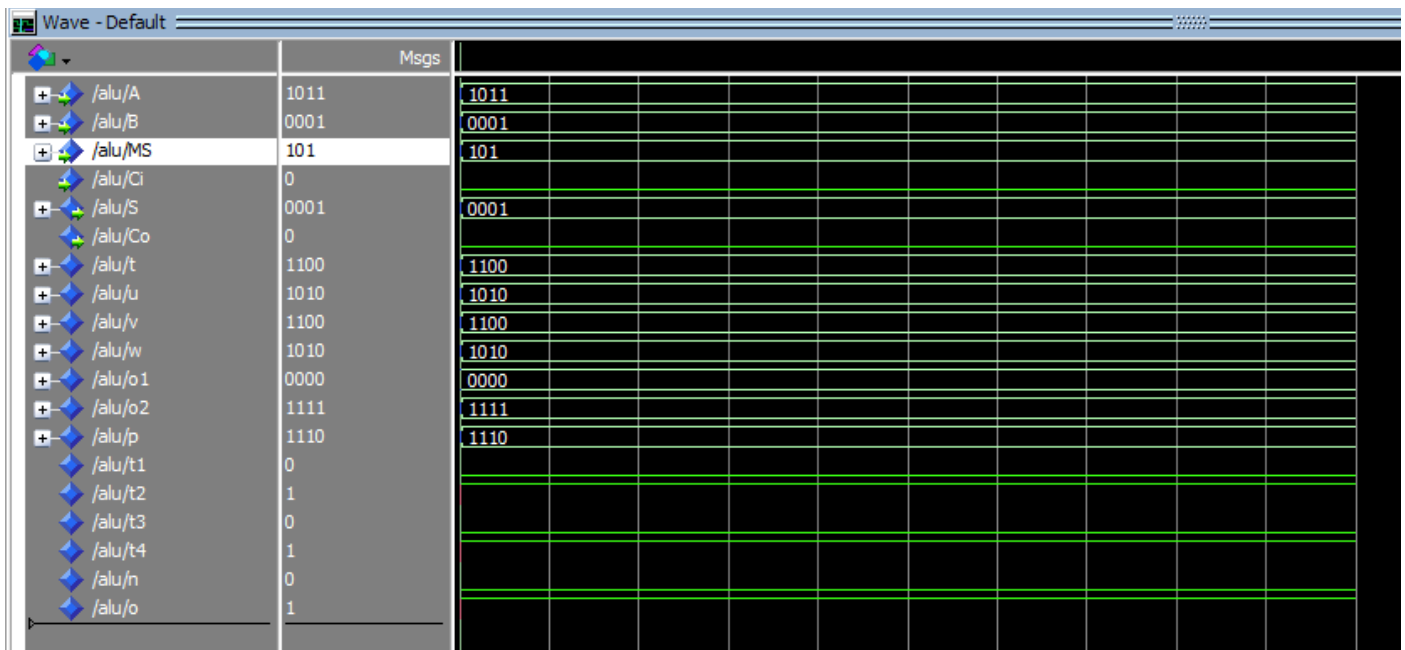 Wave - Default
Msgs
/alu/A 1011 1011
/alu/B 0001 0001
/alu/MS 101 101
/alu/Ci 0
/alu/S 0001 0001
/alu/Co 0
/alu/t 1100 1100
/alu/u 1010 1010
/alu/v 1100 1100
/alu/w 1010 1010
/alu/o1 0000 0000
/alu/o2 1111 1111
/alu/p 1110 1110
/alu/t1 0
/alu/t2 1
/alu/t3 0
/alu/t4 1
/alu/n 0
/alu/o 1